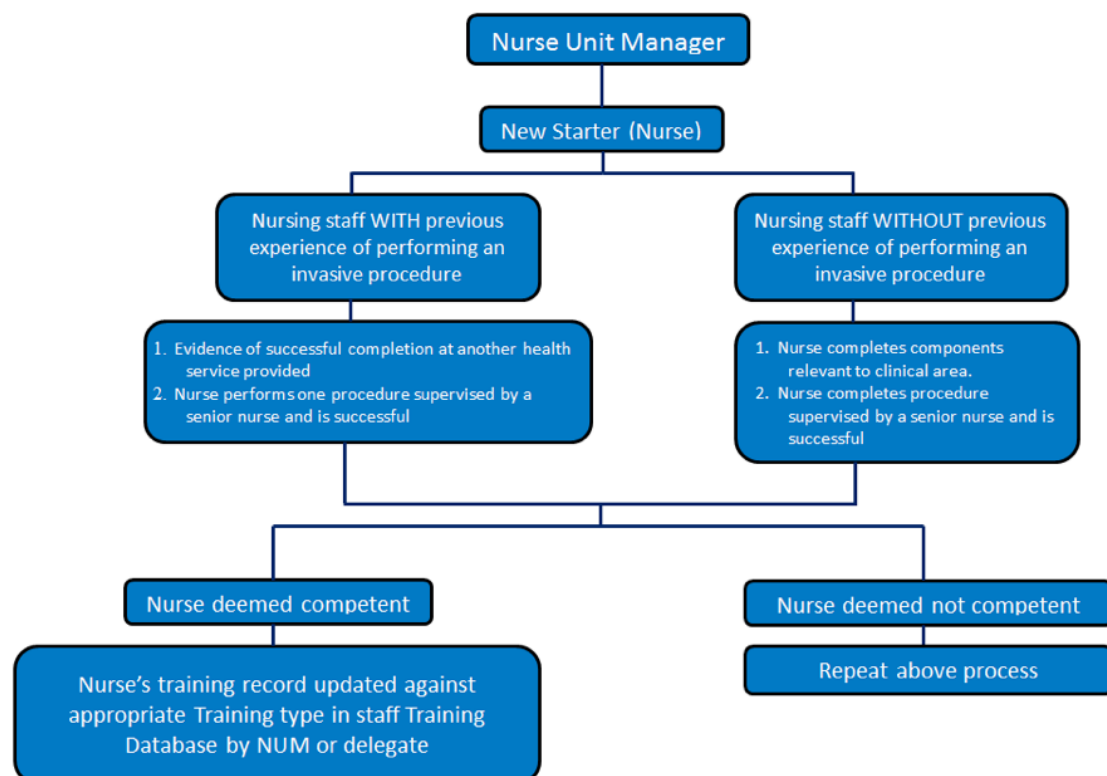 Nurse Unit Manager
New Starter (Nurse)
Nursing staff WITH previous
experience of performing an
invasive procedure
Nursing staff WITHOUT previous
experience of performing an
invasive procedure
1. Evidence of successful completion at another health
service provided
2. Nurse performs one procedure supervised by a
senior nurse and is successful
1. Nurse completes components
relevant to clinical area.
2. Nurse completes procedure
supervised by a senior nurse and is
successful
Nurse deemed competent
Nurse deemed not competent
Nurse’s training record updated against
appropriate Training type in staff Training
Database by NUM or delegate
Repeat above process